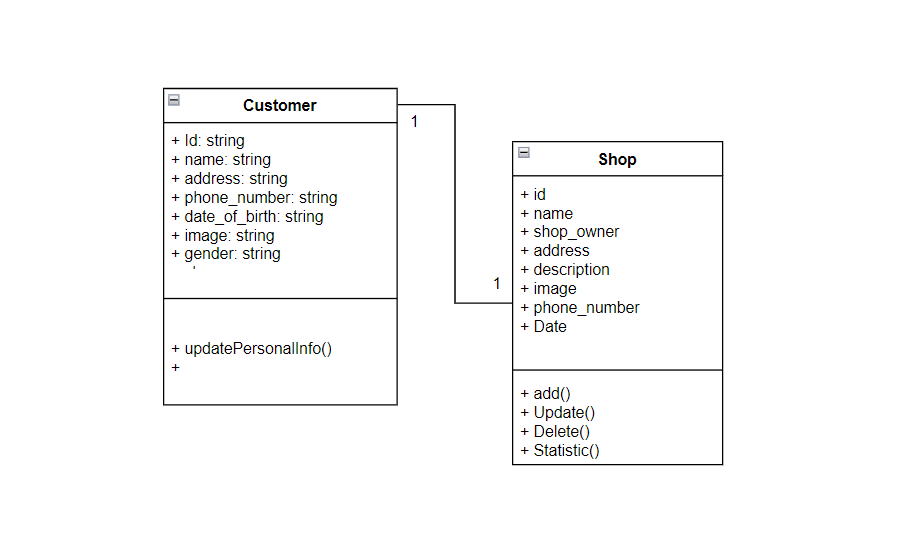 Customer
+ Id: string
+ name: string
+ address: string
+ phone_number: string
+ date_of_birth: string
+ image: string
+ gender: string
+ updatePersonalInfo()
+
1
1
Shop
+ id
+ name
+ shop_owner
+ address
+ description
+ image
+ phone_number
+ Date
+ add()
+ Update()
+ Delete()
+ Statistic()